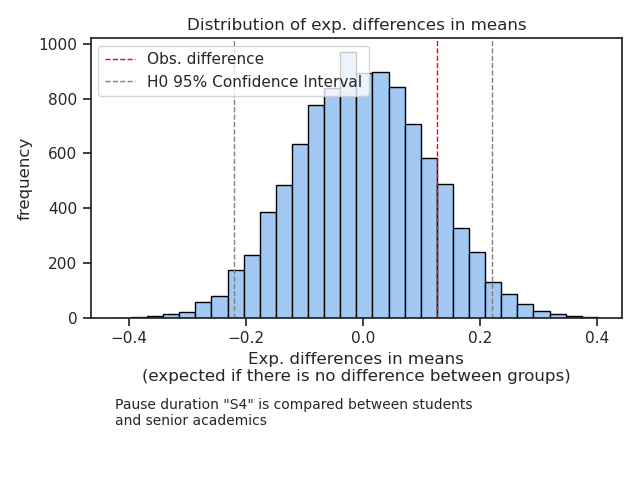 Distribution of exp. differences in means
Obs. difference
H0 95% Confidence Interval
frequency
1000
800
600
400
200
0
−0.4
−0.2
0.0
0.2
0.4
Exp. differences in means
(expected if there is no difference between groups)
Pause duration "S4" is compared between students
and senior academics